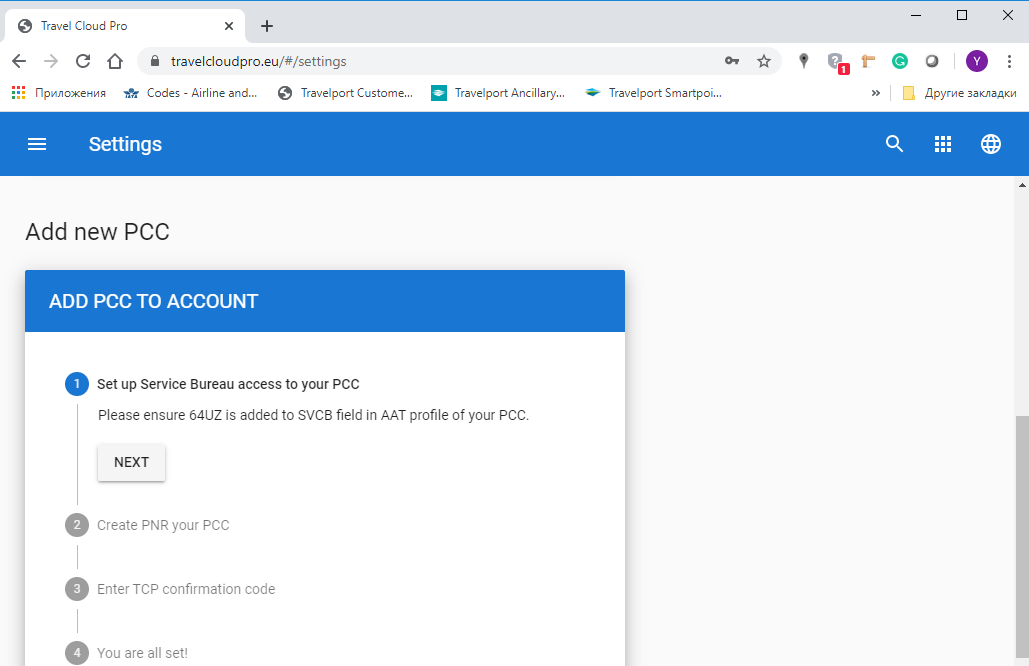 Travel Cloud Pro
travelcloudpro.eu/#/settings
1
Y
Приложения
Codes - Airline and...
Travelport Custome...
Travelport Ancillary...
Travelport Smartpoi...
»
Другие закладки
Settings
Add new PCC
ADD PCC TO ACCOUNT
1 Set up Service Bureau access to your PCC
Please ensure 64UZ is added to SVCB field in AAT profile of your PCC.
NEXT
2 Create PNR your PCC
3 Enter TCP confirmation code
4 You are all set!